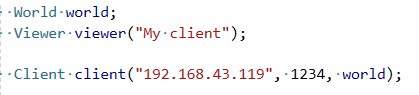 World world;
Viewer viewer("My client");
Client client("192.168.43.119", 1234, world);